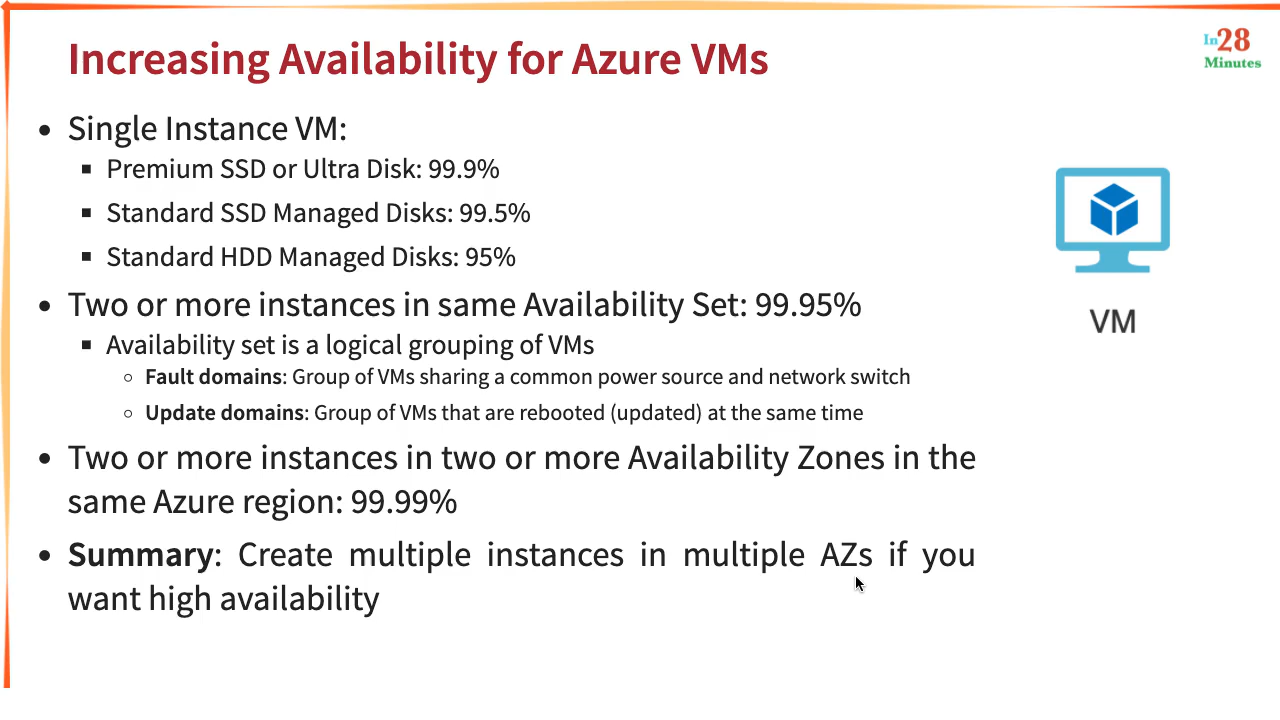 Increasing Availability for Azure VMs
In28
Minutes
• Single Instance VM:
▪ Premium SSD or Ultra Disk: 99.9%
▪ Standard SSD Managed Disks: 99.5%
▪ Standard HDD Managed Disks: 95%
• Two or more instances in same Availability Set: 99.95%
▪ Availability set is a logical grouping of VMs
○ Fault domains: Group of VMs sharing a common power source and network switch
○ Update domains: Group of VMs that are rebooted (updated) at the same time
• Two or more instances in two or more Availability Zones in the
same Azure region: 99.99%
• Summary: Create multiple instances in multiple AZs if you
want high availability
VM